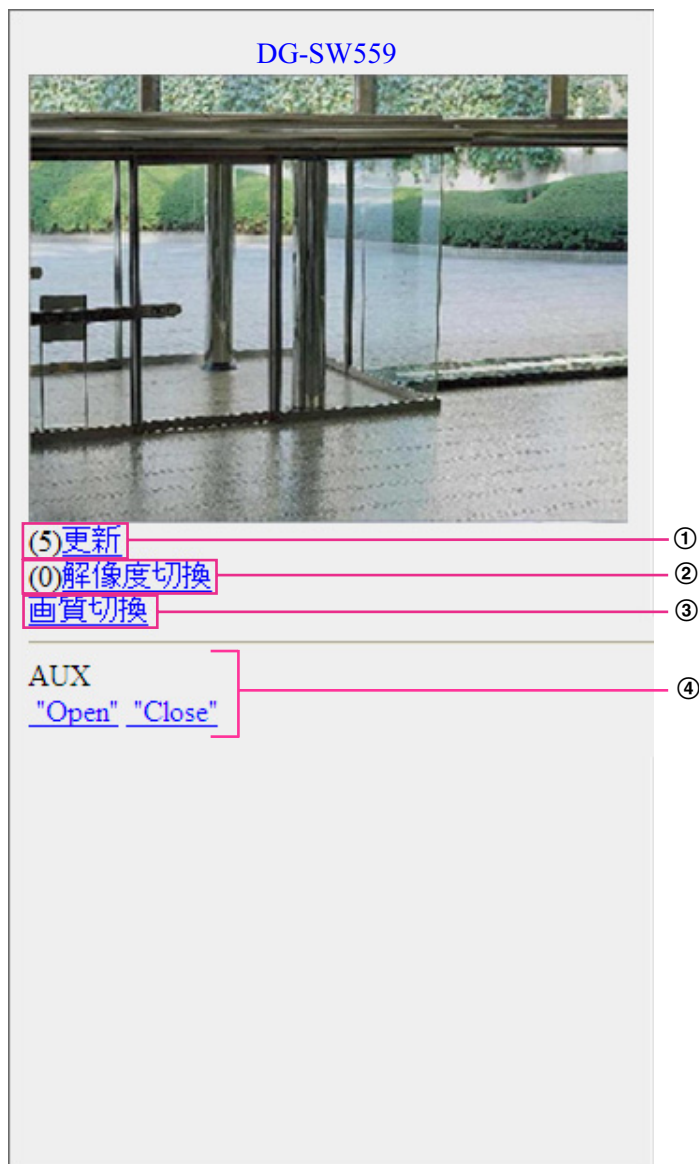 DG-SW559
(5)更新 ①
(0)解像度切換 ②
画質切換 ③
AUX
"Open" "Close" ④